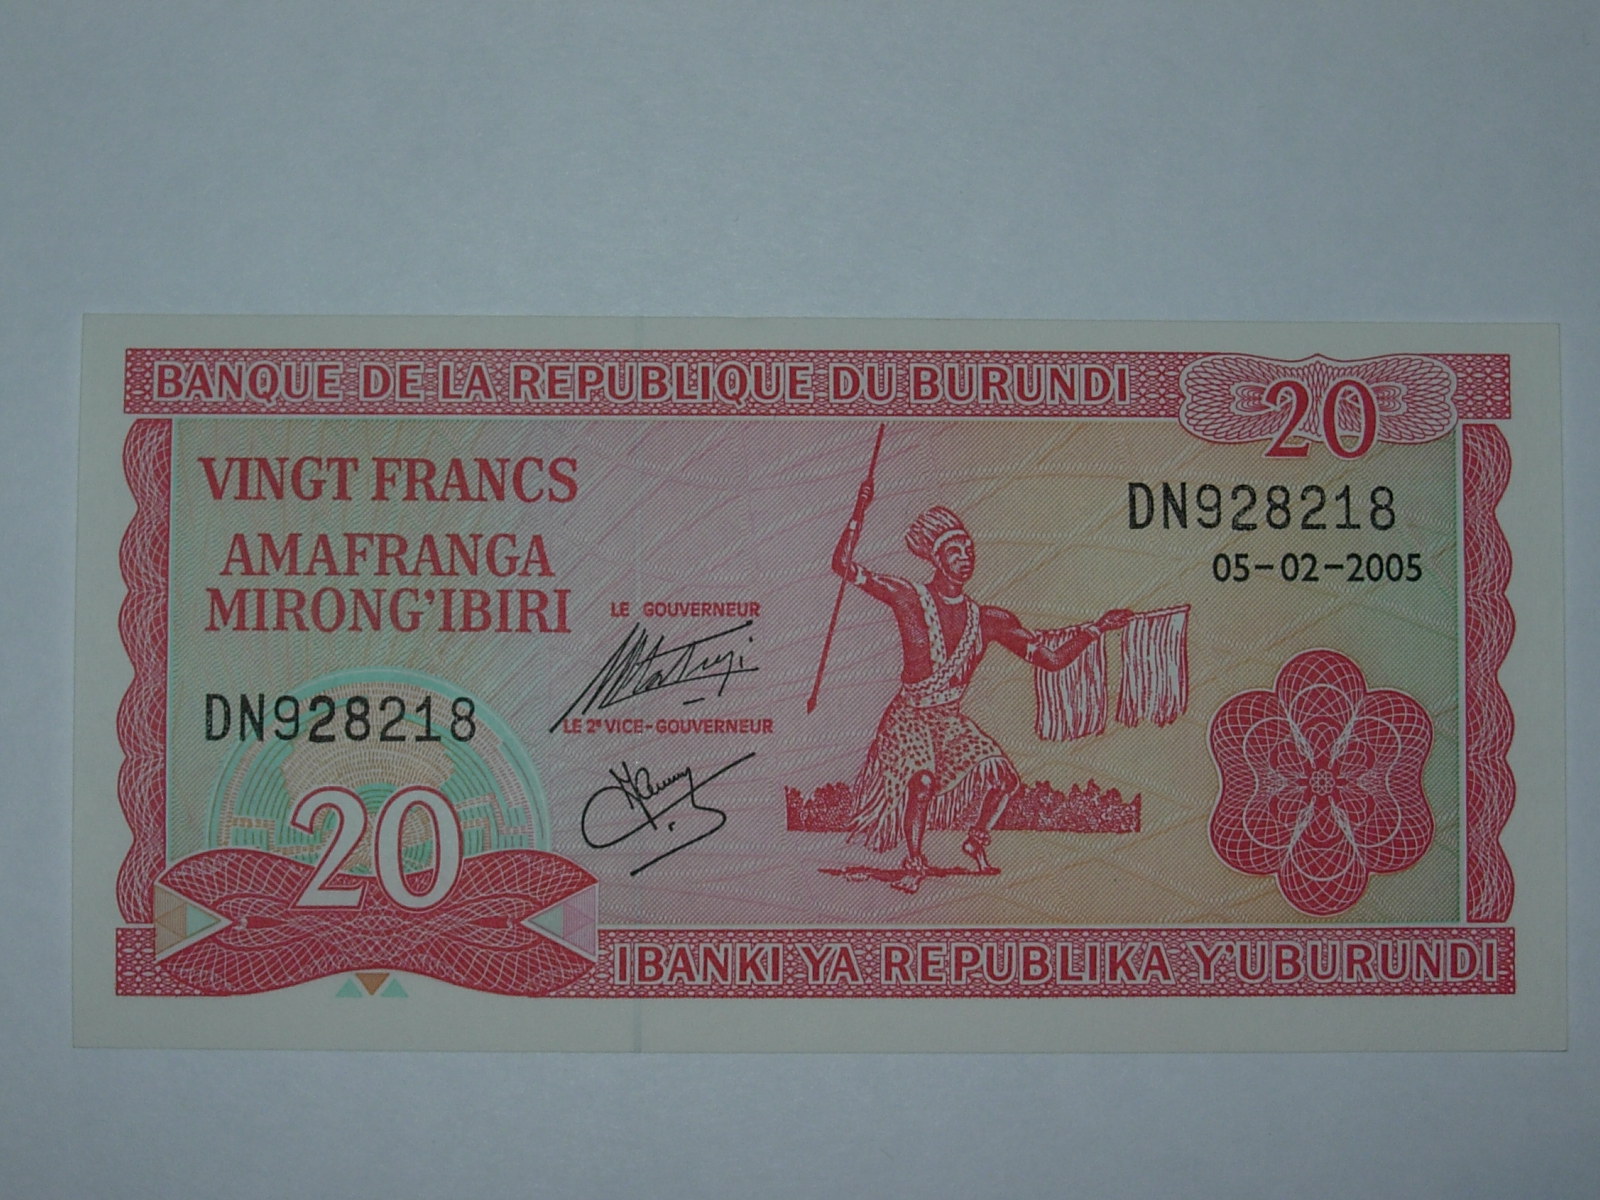 BANQUE DE LA REPUBLIQUE DU BURUNDI
20
VINGT FRANCS
AMAFRANGA
MIRONG'IBIRI
DN928218
05-02-2005
LE GOUVERNEUR
DN928218
LE 2e VICE-GOUVERNEUR
20
IBANKI YA REPUBLIKA Y'UBURUNDI